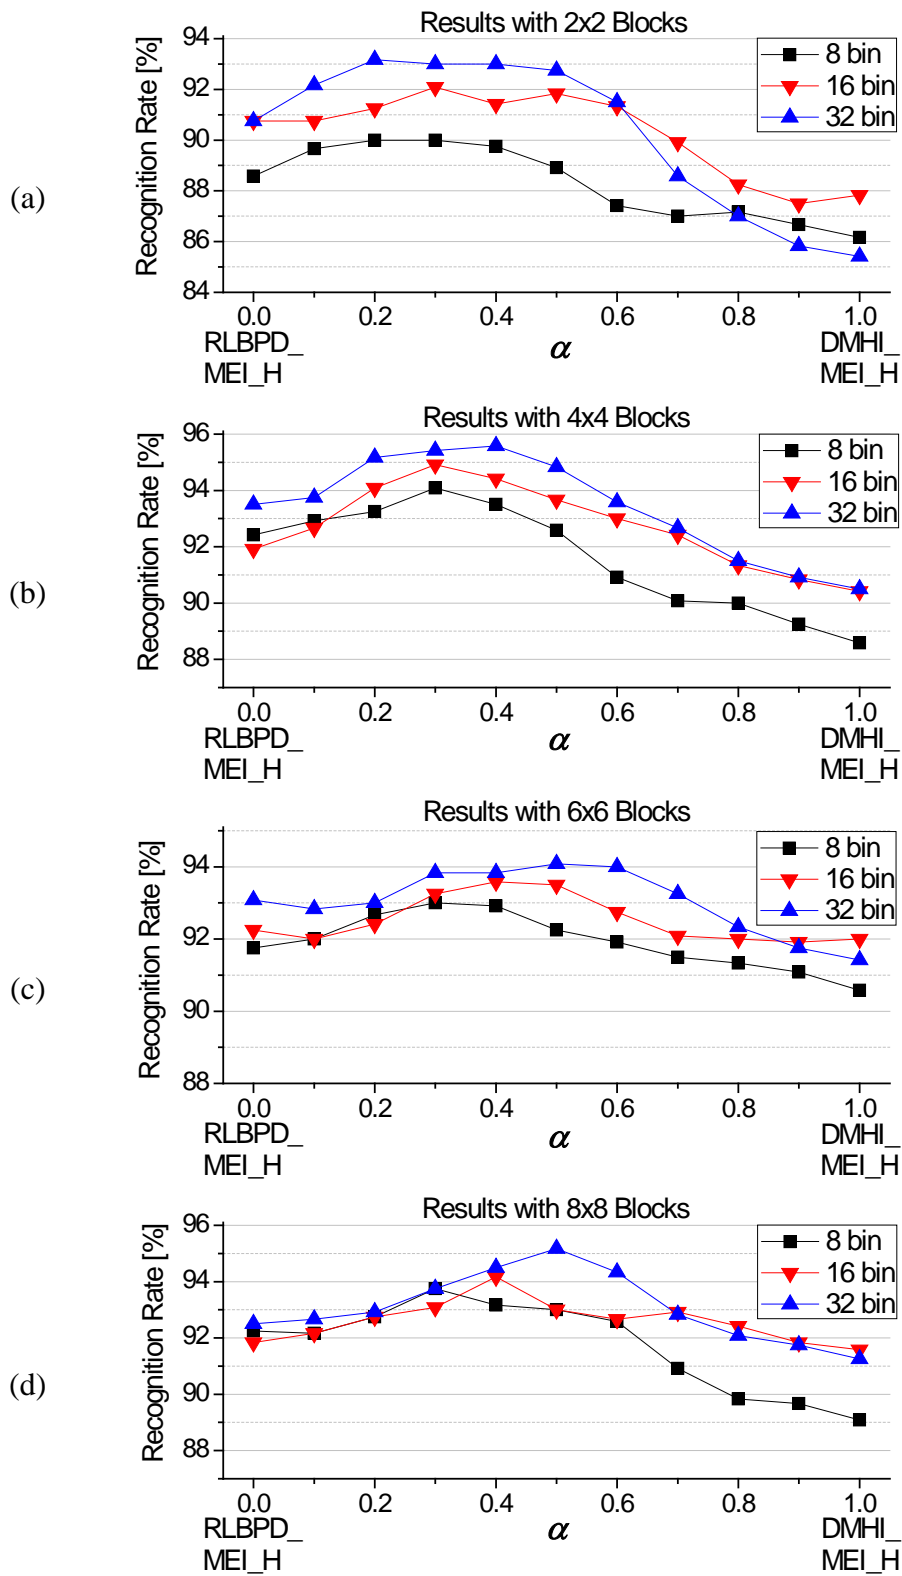 Results with 2x2 Blocks
Recognition Rate [%]
94
92
90
88
86
84
8 bin
16 bin
32 bin
(a)
0.0 0.2 0.4 0.6 0.8 1.0
RLBPD_ α DMHI_
MEI_H MEI_H
Results with 4x4 Blocks
Recognition Rate [%]
96
94
92
90
88
8 bin
16 bin
32 bin
(b)
0.0 0.2 0.4 0.6 0.8 1.0
RLBPD_ α DMHI_
MEI_H MEI_H
Results with 6x6 Blocks
Recognition Rate [%]
94
92
90
88
8 bin
16 bin
32 bin
(c)
0.0 0.2 0.4 0.6 0.8 1.0
RLBPD_ α DMHI_
MEI_H MEI_H
Results with 8x8 Blocks
Recognition Rate [%]
96
94
92
90
88
8 bin
16 bin
32 bin
(d)
0.0 0.2 0.4 0.6 0.8 1.0
RLBPD_ α DMHI_
MEI_H MEI_H